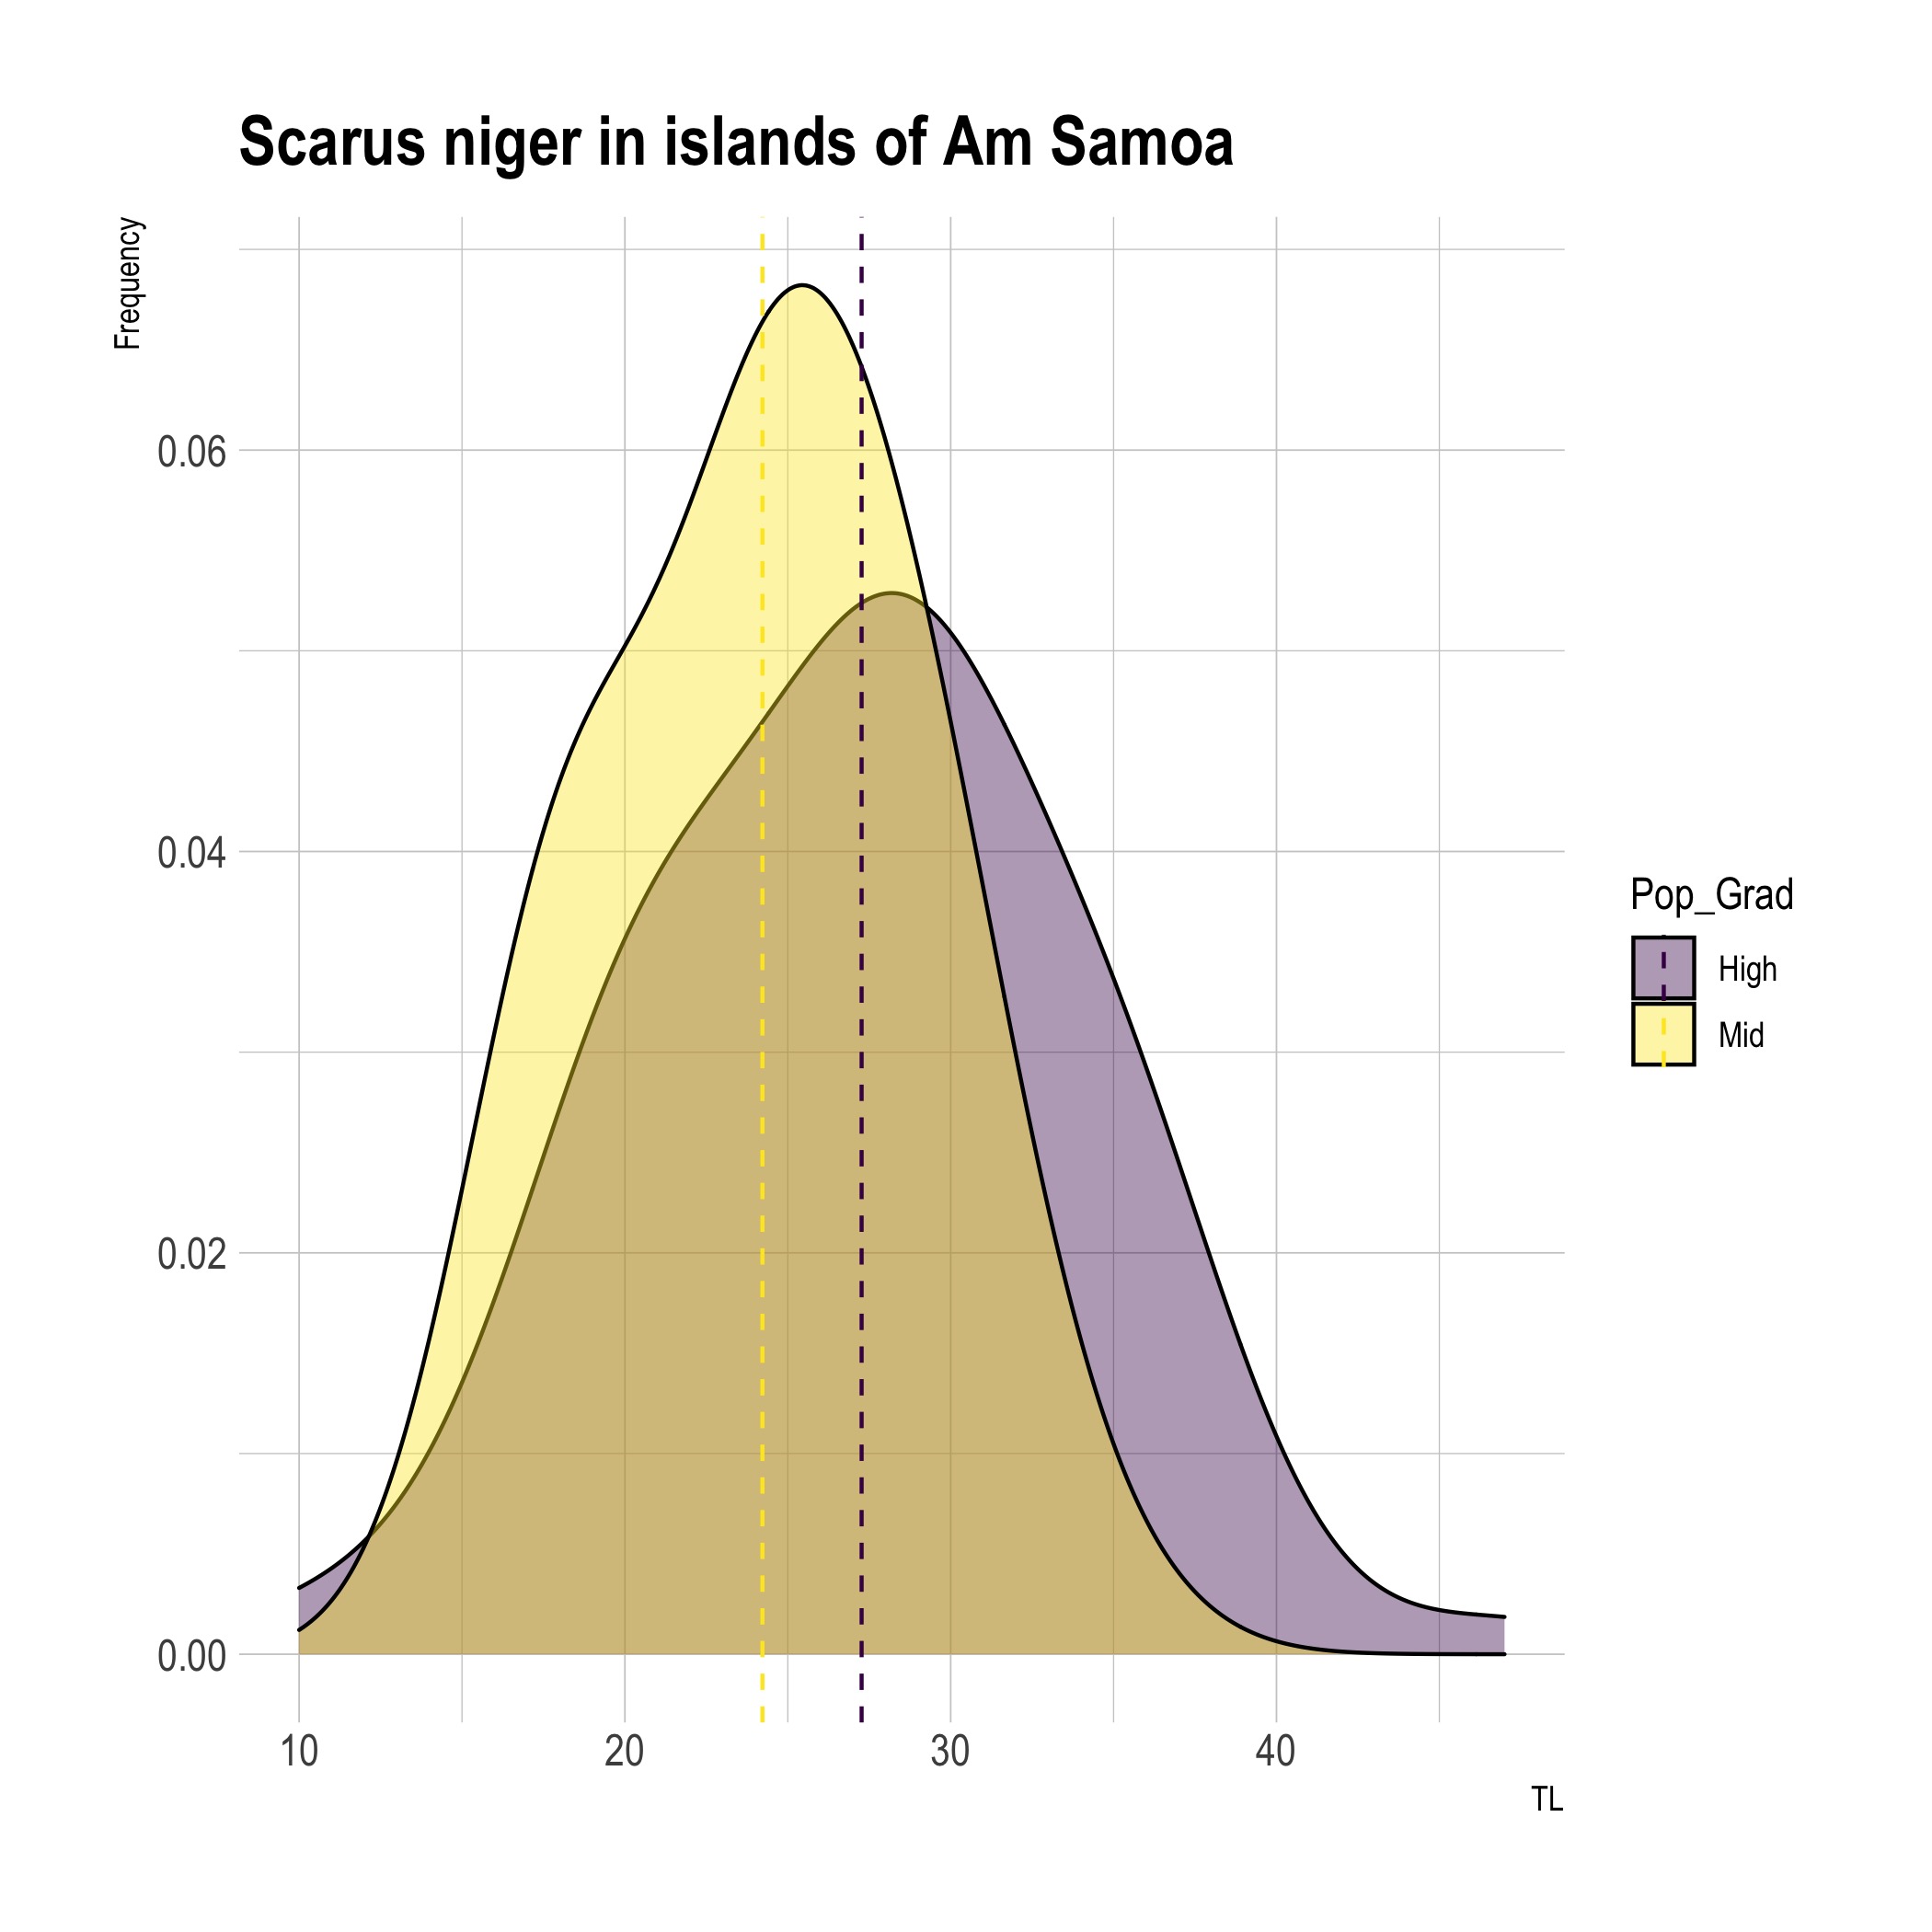 Scarus niger in islands of Am Samoa
Frequency
0.06
0.04
0.02
0.00
10 20 30 40
TL
Pop_Grad
High
Mid